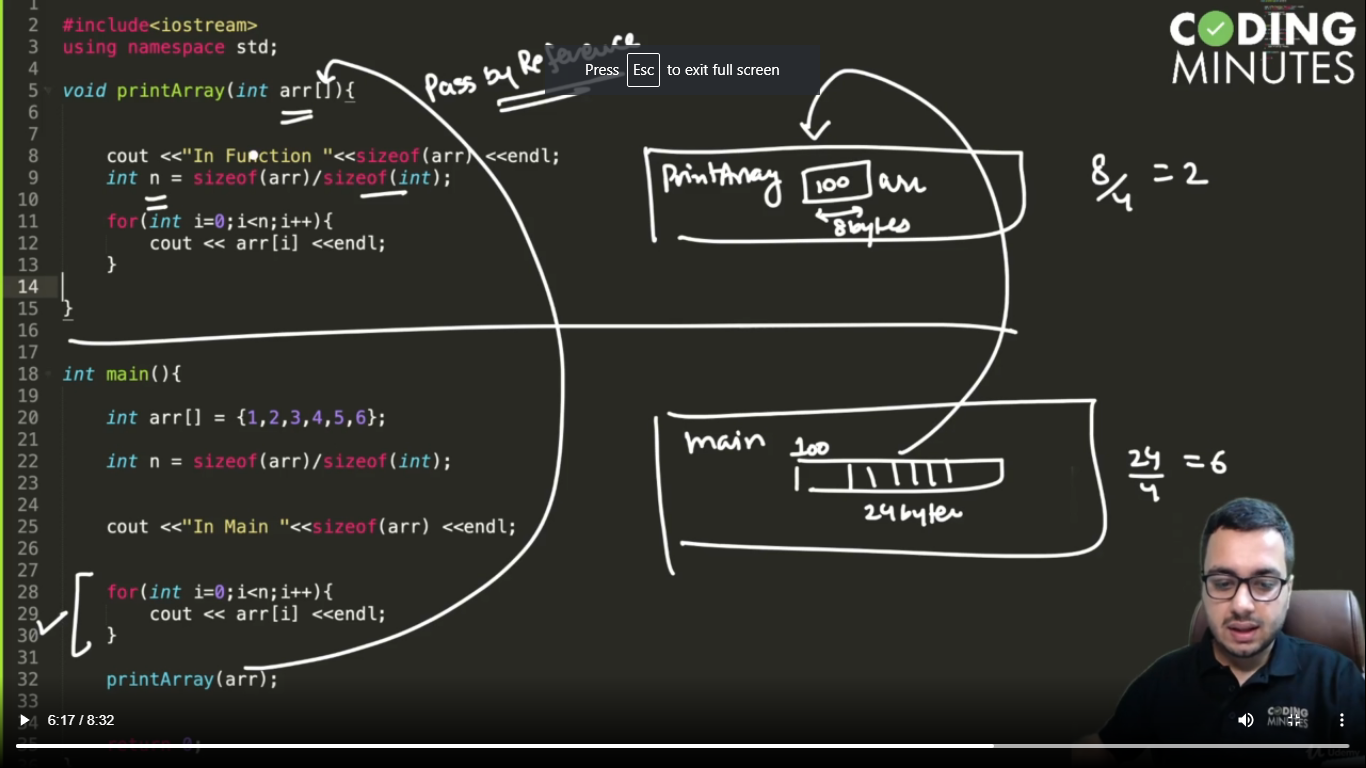 1
2 #include<iostream>
3 using namespace std;
4
5 void printArray(int arr[]){
6
7
8 cout <<"In Function "<<sizeof(arr) <<endl;
9 int n = sizeof(arr)/sizeof(int);
10
11 for(int i=0;i<n;i++){
12 cout << arr[i] <<endl;
13 }
14
15 }
16
17
18 int main(){
19
20 int arr[] = {1,2,3,4,5,6};
21
22 int n = sizeof(arr)/sizeof(int);
23
24
25 cout <<"In Main "<<sizeof(arr) <<endl;
26
27
28 for(int i=0;i<n;i++){
29 cout << arr[i] <<endl;
30 }
31
32 printArray(arr);
33
34
35 return 0;
}
Pass by Reference
Press Esc to exit full screen
CODING
MINUTES
PrintArray 100 arr
8bytes
8/4 = 2
main 100
24bytes
24/4 = 6
6:17 / 8:32
CODING
MINUTES